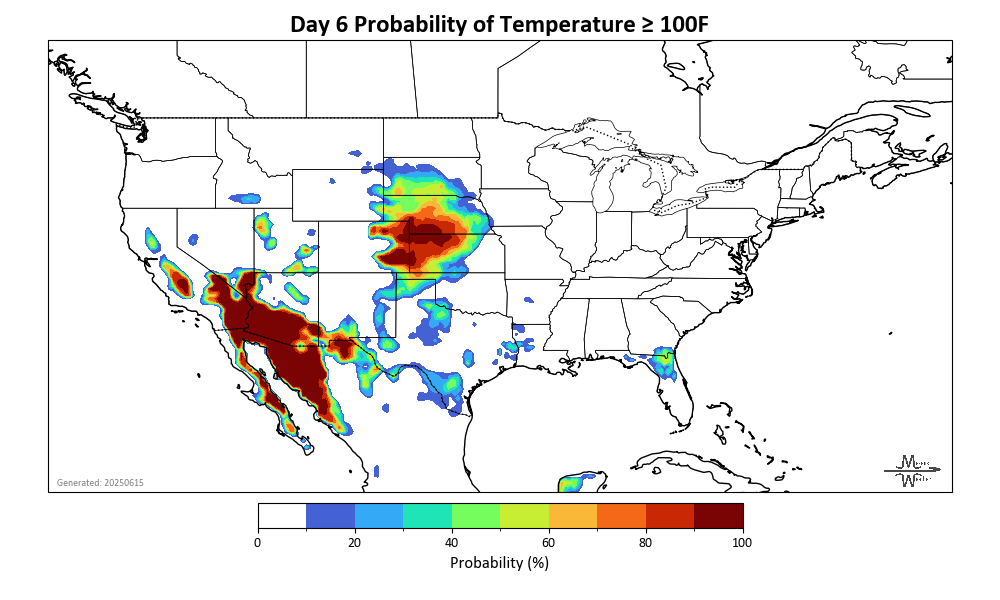 Day 6 Probability of Temperature ≥ 100F
Generated: 20250615
0 20 40 60 80 100
Probability (%)